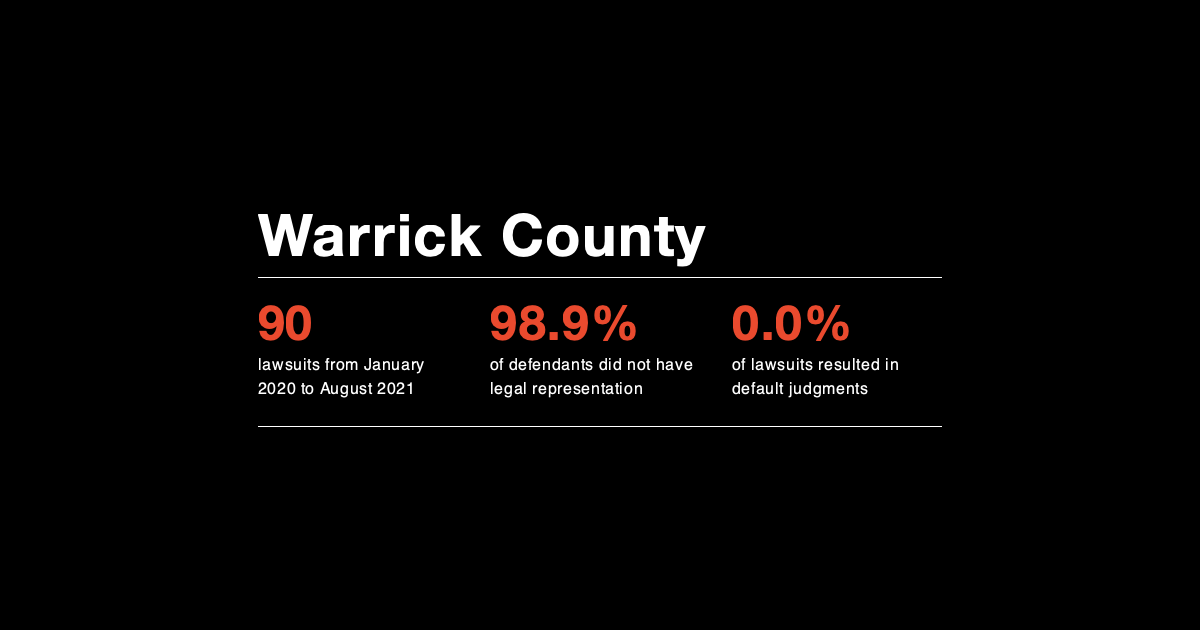 Warrick County
90
lawsuits from January
2020 to August 2021
98.9%
of defendants did not have
legal representation
0.0%
of lawsuits resulted in
default judgments